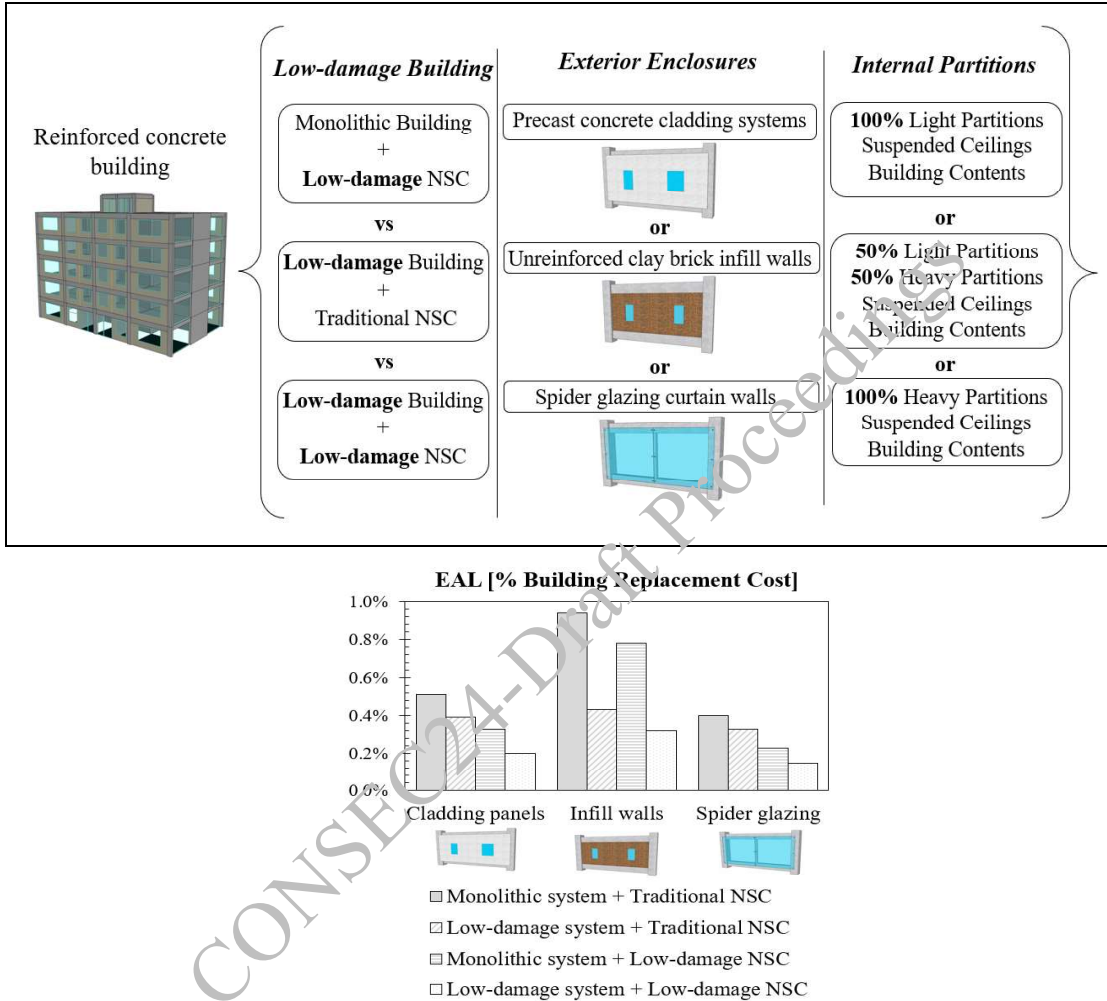 Low-damage Building
Exterior Enclosures
Internal Partitions
Reinforced concrete
building
Monolithic Building
+
Low-damage NSC
vs
Low-damage Building
+
Traditional NSC
vs
Low-damage Building
+
Low-damage NSC
Precast concrete cladding systems
or
Unreinforced clay brick infill walls
or
Spider glazing curtain walls
100% Light Partitions
Suspended Ceilings
Building Contents
or
50% Light Partitions
50% Heavy Partitions
Suspended Ceilings
Building Contents
or
100% Heavy Partitions
Suspended Ceilings
Building Contents
EAL [% Building Replacement Cost]
1.0%
0.8%
0.6%
0.4%
0.2%
0.0%
Cladding panels
Infill walls
Spider glazing
Monolithic system + Traditional NSC
Low-damage system + Traditional NSC
Monolithic system + Low-damage NSC
Low-damage system + Low-damage NSC
CONSEC24-Draft Proceedings